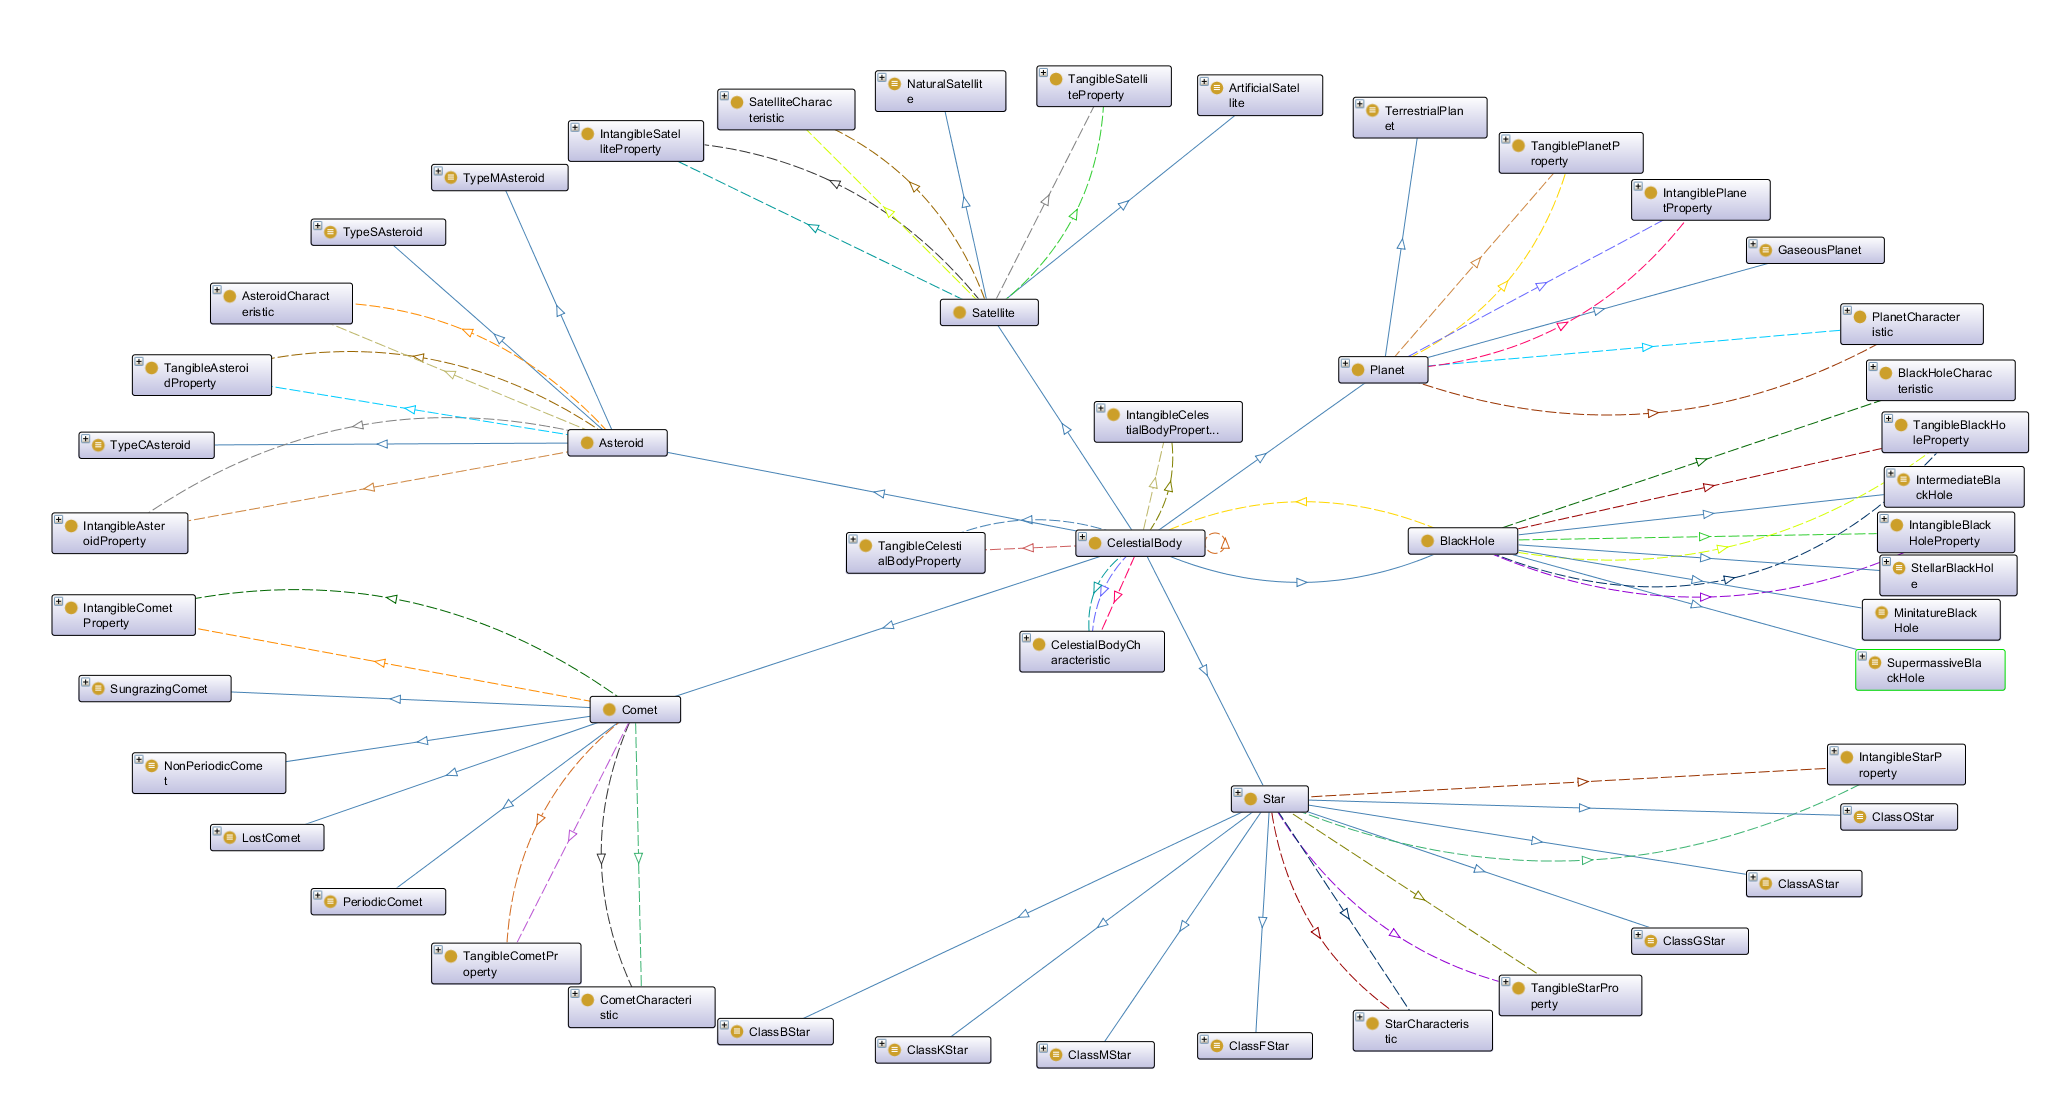 NaturalSatellit
e
TangibleSatelli
teProperty
ArtificialSatel
lite
SatelliteCharac
teristic
TerrestrialPlan
et
IntangibleSatel
liteProperty
TangiblePlanetP
roperty
TypeMAsteroid
IntangiblePlane
tProperty
TypeSAsteroid
GaseousPlanet
AsteroidCharact
eristic
Satellite
PlanetCharacter
istic
TangibleAsteroi
dProperty
Planet
BlackHoleCharac
teristic
IntangibleCeles
tialBodyPropert...
TangibleBlackHo
leProperty
TypeCAsteroid
Asteroid
IntermediateBla
ckHole
IntangibleAster
oidProperty
TangibleCelesti
alBodyProperty
CelestialBody
BlackHole
IntangibleBlack
HoleProperty
StellarBlackHol
e
IntangibleComet
Property
MinitatureBlack
Hole
CelestialBodyCh
aracteristic
SupermassiveBla
ckHole
SungrazingComet
Comet
NonPeriodicCome
t
IntangibleStarP
roperty
Star
ClassOStar
LostComet
ClassAStar
PeriodicComet
ClassGStar
TangibleCometPr
operty
TangibleStarPro
perty
CometCharacteri
stic
StarCharacteris
tic
ClassBStar
ClassKStar
ClassMStar
ClassFStar